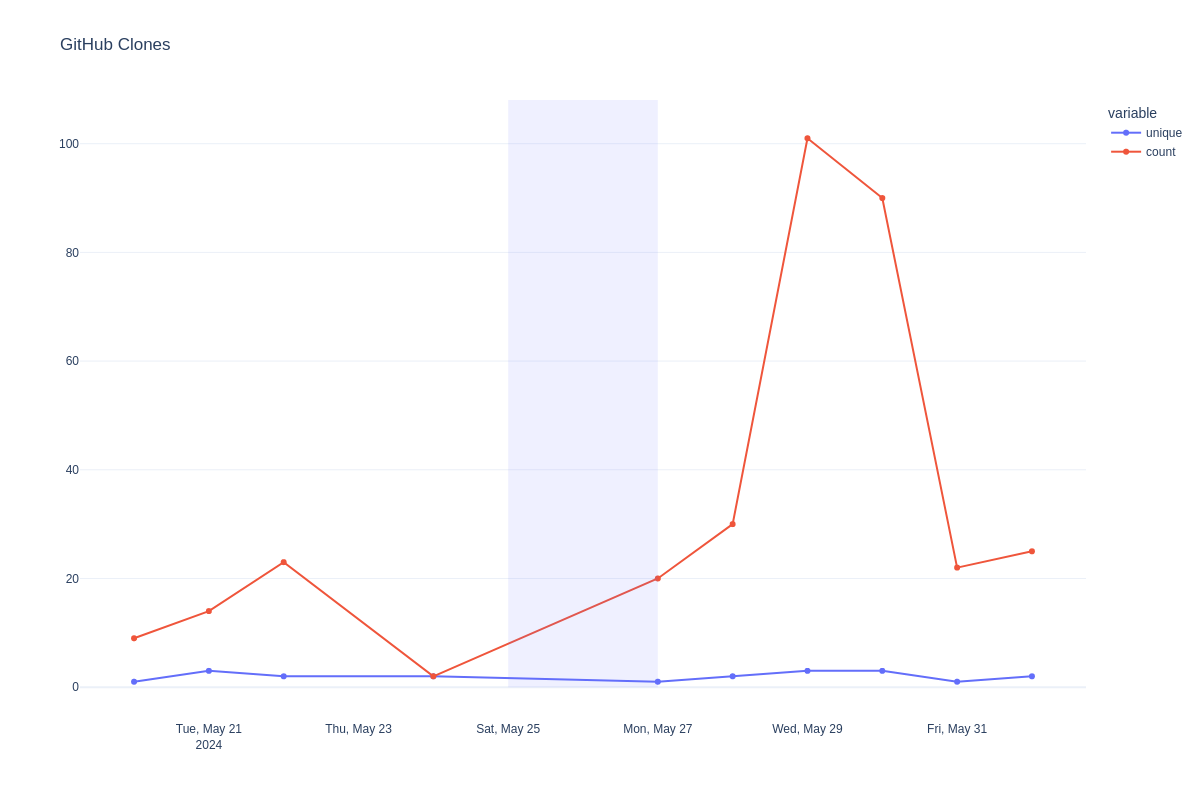 GitHub Clones
variable
unique
count
100
80
60
40
20
0
Tue, May 21
2024
Thu, May 23
Sat, May 25
Mon, May 27
Wed, May 29
Fri, May 31